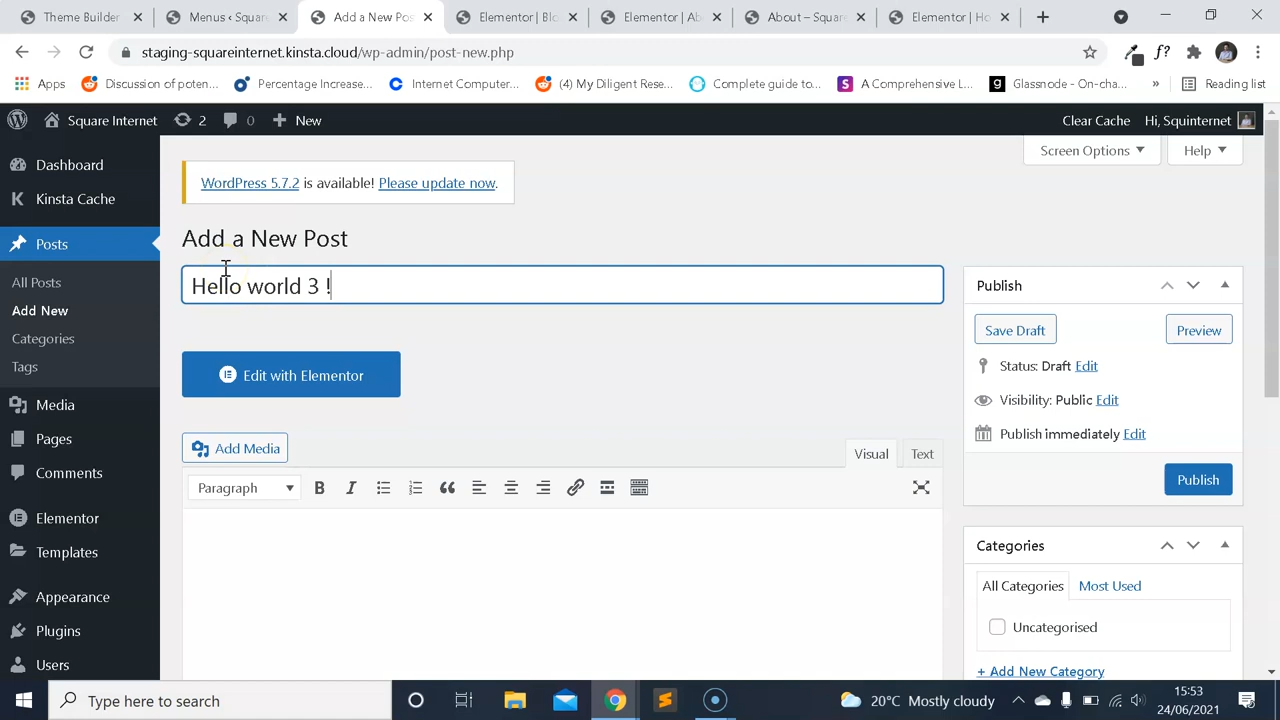 Theme Builder
Menus ‹ Squar
Add a New Pos
Elementor | Blo
Elementor | Ab
About – Square
Elementor | Ho
staging-squareinternet.kinsta.cloud/wp-admin/post-new.php
f?
Apps
Discussion of poten...
Percentage Increase...
Internet Computer...
(4) My Diligent Rese...
Complete guide to...
A Comprehensive L...
Glassnode - On-cha...
»
Reading list
Square Internet
2
0
New
Clear Cache
Hi, Squinternet
Screen Options
Help
Dashboard
Kinsta Cache
Posts
All Posts
Add New
Categories
Tags
Media
Pages
Comments
Elementor
Templates
Appearance
Plugins
Users
WordPress 5.7.2 is available! Please update now.
Add a New Post
Hello world 3 !
Edit with Elementor
Add Media
Visual
Text
Paragraph
B
I
Publish
Save Draft
Preview
Status: Draft Edit
Visibility: Public Edit
Publish immediately Edit
Publish
Categories
All Categories
Most Used
Uncategorised
+ Add New Category
Type here to search
20°C Mostly cloudy
15:53
24/06/2021